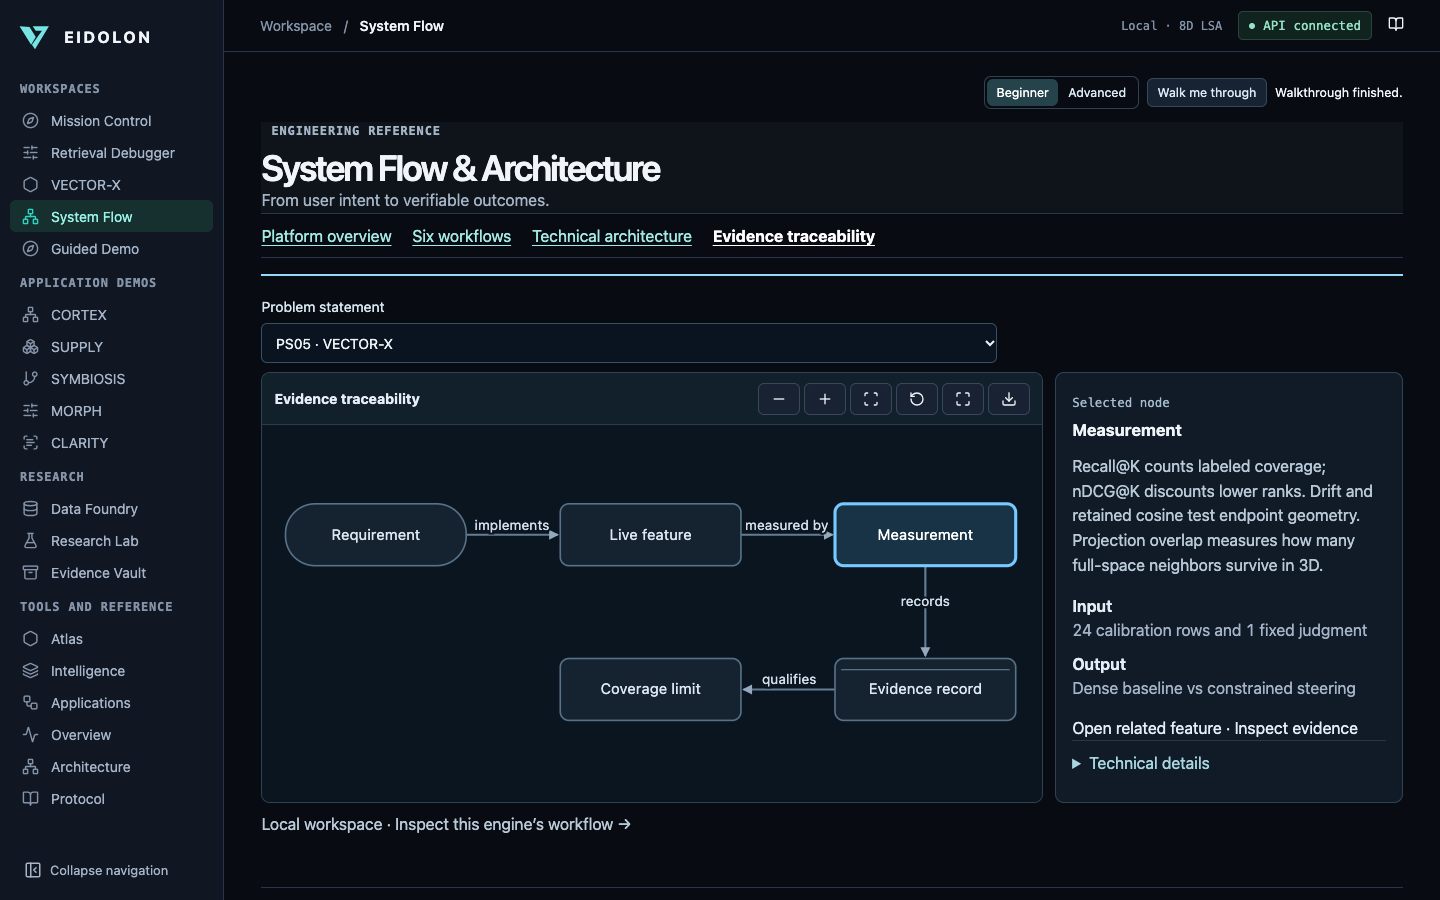 EIDOLON
WORKSPACES
Mission Control
Retrieval Debugger
VECTOR-X
System Flow
Guided Demo
APPLICATION DEMOS
CORTEX
SUPPLY
SYMBIOSIS
MORPH
CLARITY
RESEARCH
Data Foundry
Research Lab
Evidence Vault
TOOLS AND REFERENCE
Atlas
Intelligence
Applications
Overview
Architecture
Protocol
Collapse navigation
Workspace / System Flow
Local · 8D LSA
API connected
Beginner
Advanced
Walk me through
Walkthrough finished.
ENGINEERING REFERENCE
System Flow & Architecture
From user intent to verifiable outcomes.
Platform overview
Six workflows
Technical architecture
Evidence traceability
Problem statement
PS05 · VECTOR-X
Evidence traceability
Requirement
implements
Live feature
measured by
Measurement
records
Coverage limit
qualifies
Evidence record
Selected node
Measurement
Recall@K counts labeled coverage;
nDCG@K discounts lower ranks. Drift and
retained cosine test endpoint geometry.
Projection overlap measures how many
full-space neighbors survive in 3D.
Input
24 calibration rows and 1 fixed judgment
Output
Dense baseline vs constrained steering
Open related feature · Inspect evidence
Technical details
Local workspace · Inspect this engine’s workflow →